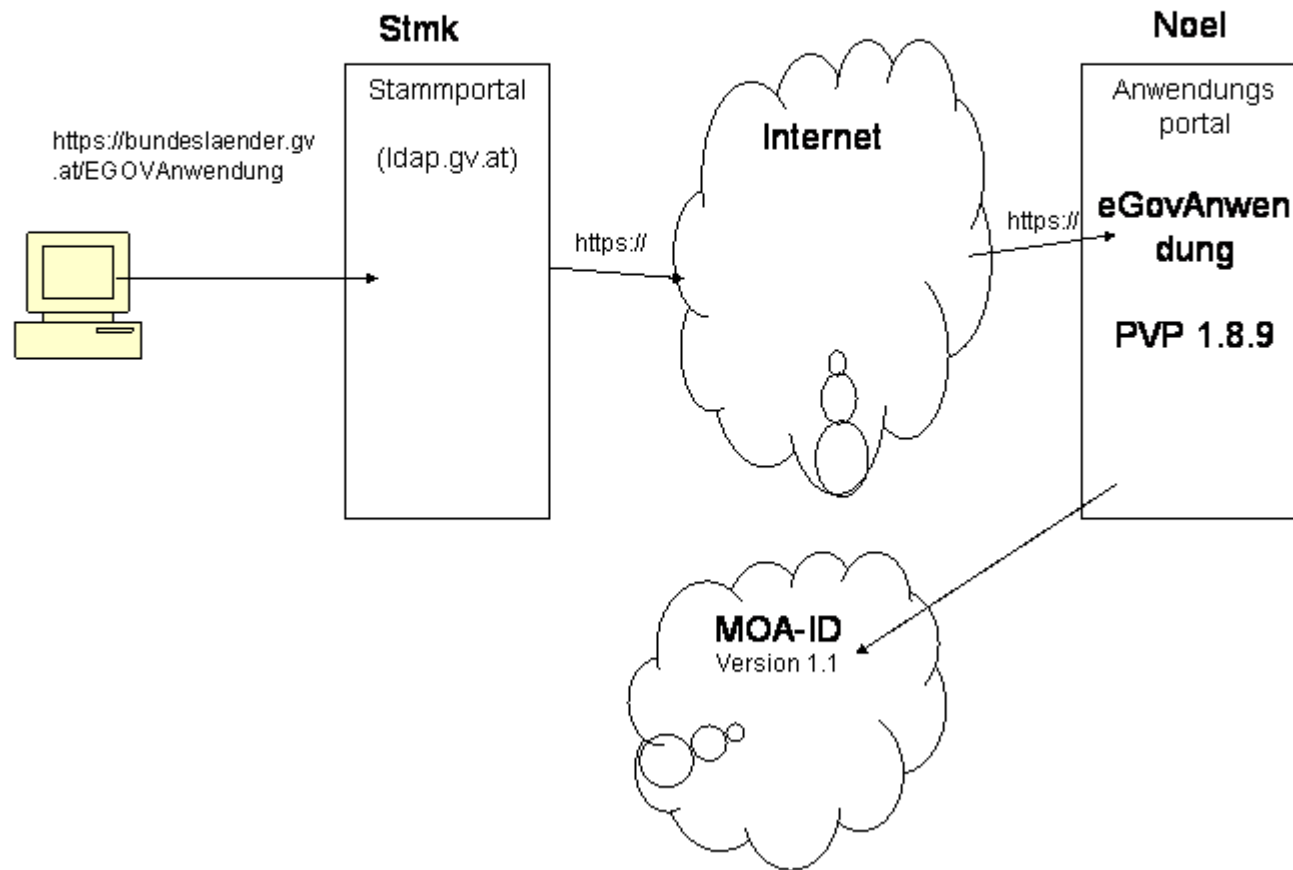 Stmk
Noel
Stammportal
(ldap.gv.at)
https://bundeslaender.gv
.at/EGOVAnwendung
https://
Internet
https://
Anwendungs
portal
eGovAnwen
dung
PVP 1.8.9
MOA-ID
Version 1.1